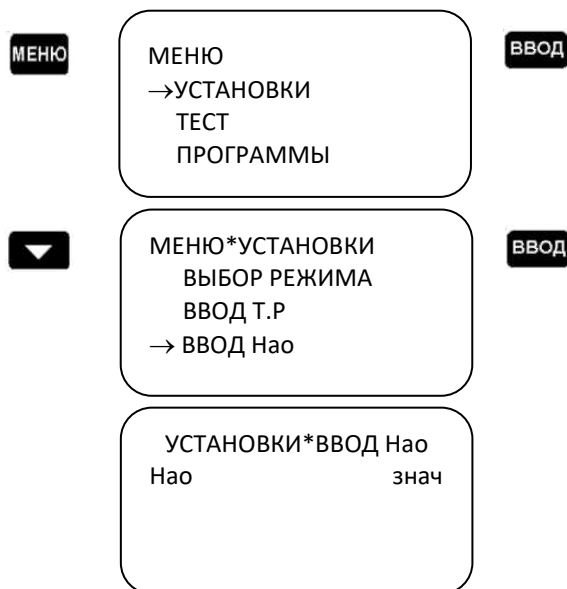 МЕНЮ
МЕНЮ
→УСТАНОВКИ
ТЕСТ
ПРОГРАММЫ
ВВОД
МЕНЮ*УСТАНОВКИ
ВЫБОР РЕЖИМА
ВВОД Т.Р
→ ВВОД Нао
ВВОД
УСТАНОВКИ*ВВОД Нао
Нао знач